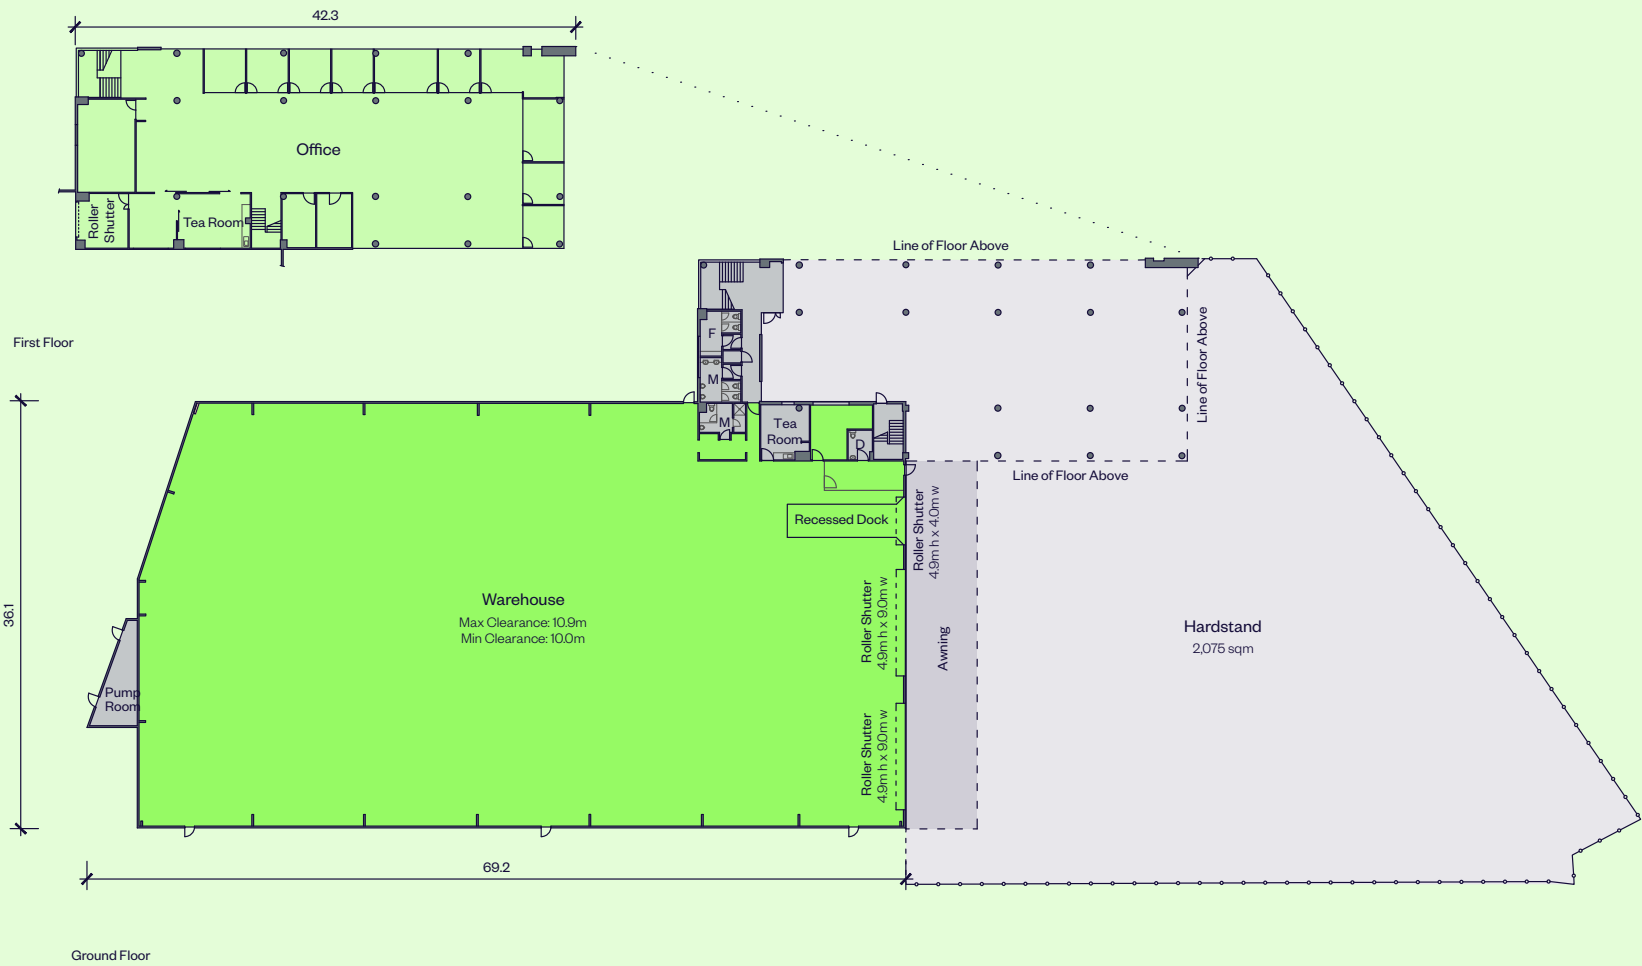 42.3
Office
Roller
Shutter
Tea Room
First Floor
Line of Floor Above
Line of Floor Above
Line of Floor Above
F
M
M
Tea
Room
D
Recessed Dock
Roller Shutter
4.9m h x 4.0m w
Roller Shutter
4.9m h x 9.0m w
Roller Shutter
4.9m h x 9.0m w
Awning
Warehouse
Max Clearance: 10.9m
Min Clearance: 10.0m
Hardstand
2,075 sqm
Pump
Room
36.1
69.2
Ground Floor